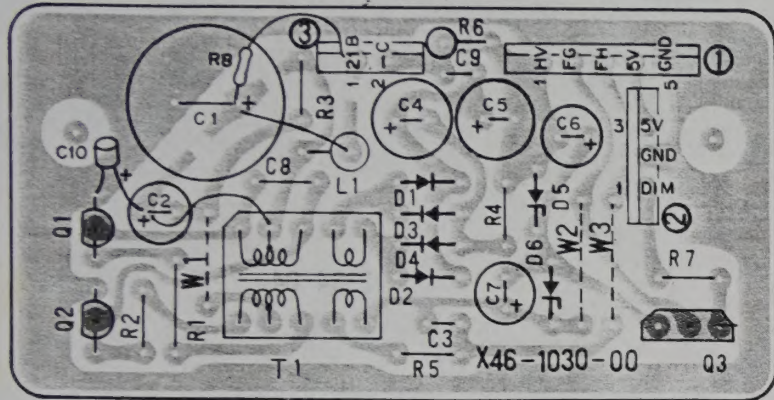 ③
21B
-C
1
2
R6
C9
HV
FG
FH
5V
GND
1
5
①
R8
C1
+
R3
C4
+
C5
+
C6
+
3
5V
GND
1
DIM
②
C10
+
C2
+
C8
L1
Q1
W1
D1
D3
D4
D2
R4
D5
D6
W2
W3
R7
Q2
R2
R1
T1
C7
+
C3
R5
X46-1030-00
Q3